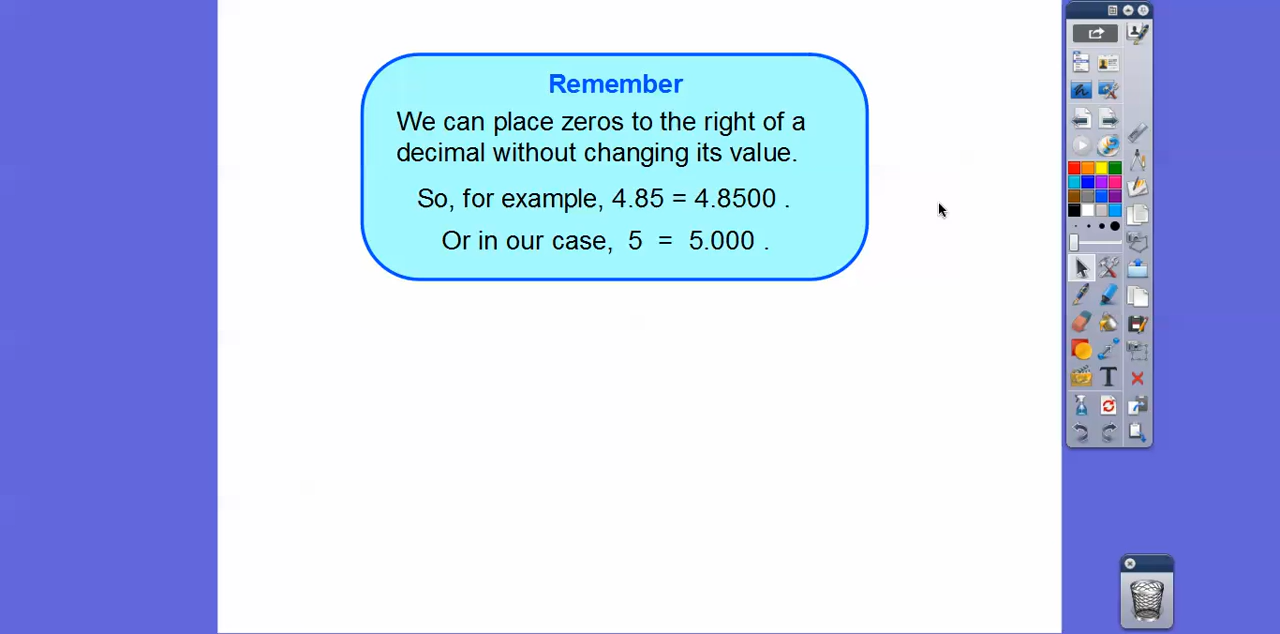 Remember
We can place zeros to the right of a
decimal without changing its value.
So, for example, 4.85 = 4.8500 .
Or in our case, 5 = 5.000 .
T